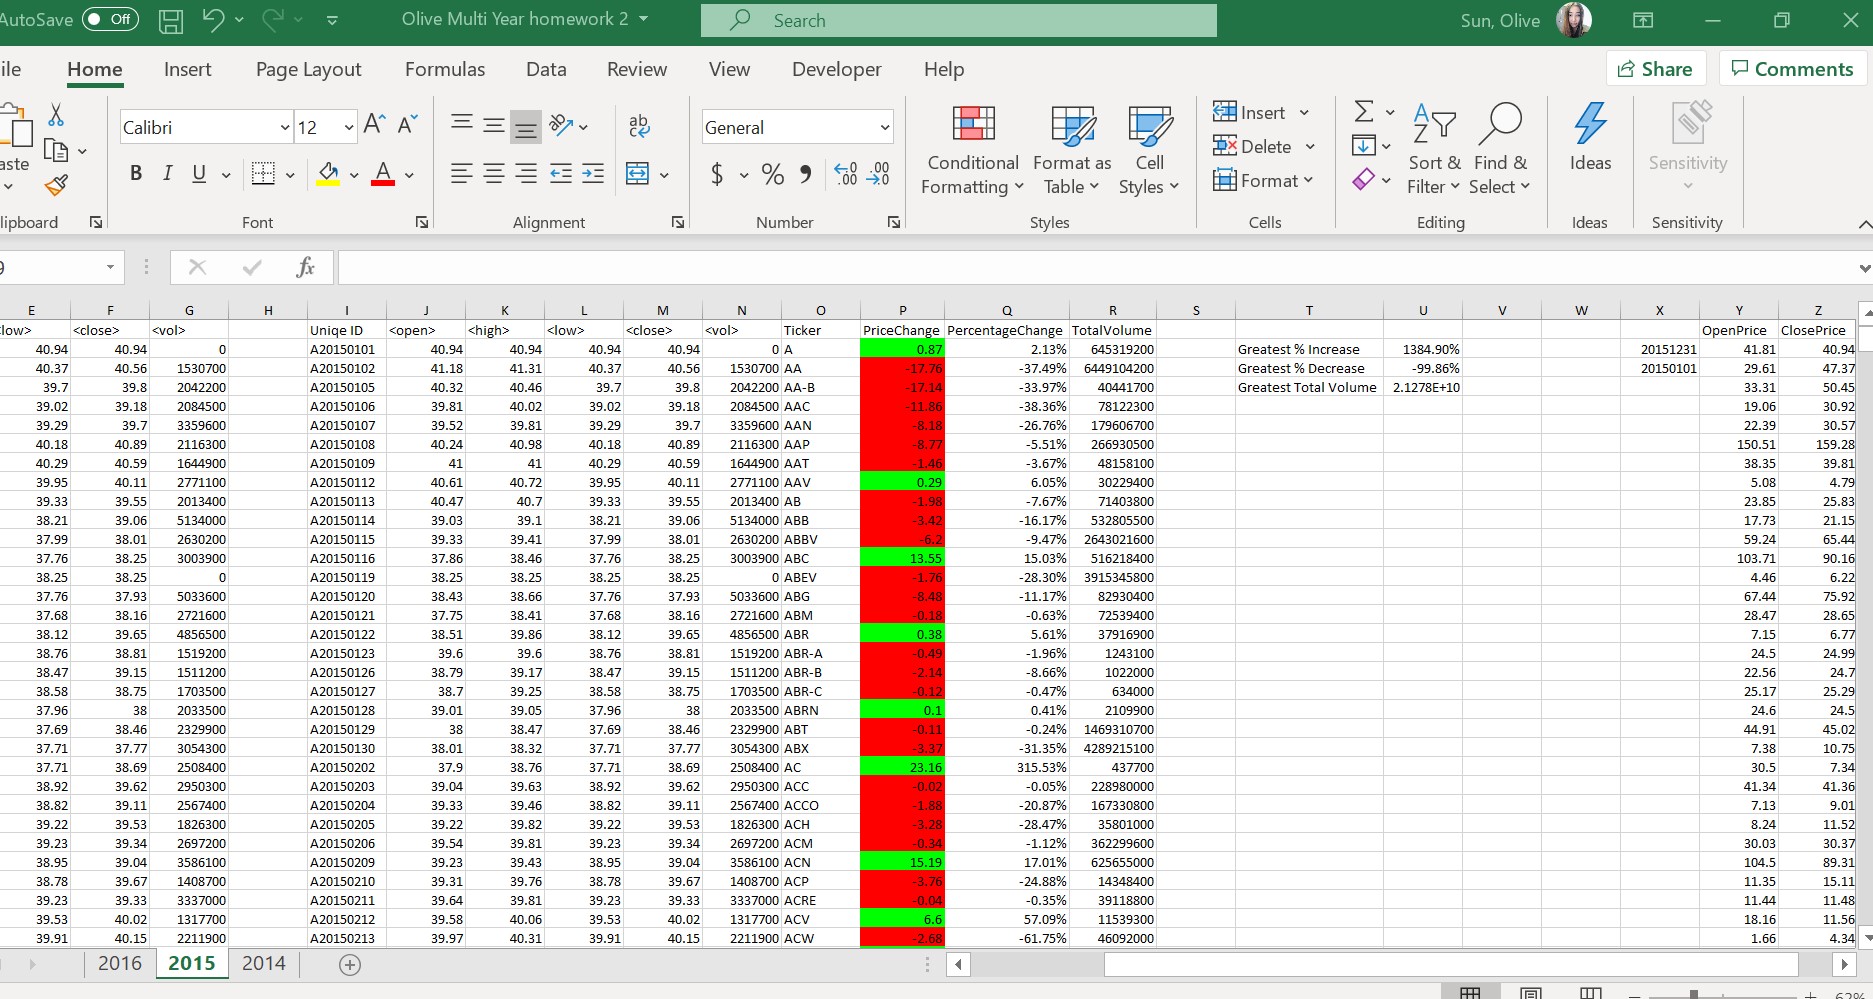 AutoSave Off Olive Multi Year homework 2 Search Sun, Olive
ile Home Insert Page Layout Formulas Data Review View Developer Help Share Comments
Calibri 12 General Insert
aste B I U $ % Conditional Formatting Format as Table Cell Styles Delete Format Sort & Filter Find & Select Ideas Sensitivity
lipboard Font Alignment Number Styles Cells Editing Ideas Sensitivity
fx
E F G H I J K L M N O P Q R S T U V W X Y Z
low> <close> <vol> Uniqe ID <open> <high> <low> <close> <vol> Ticker PriceChange PercentageChange TotalVolume OpenPrice ClosePrice
40.94 40.94 0 A20150101 40.94 40.94 40.94 40.94 0 A 0.87 2.13% 645319200 Greatest % Increase 1384.90% 20151231 41.81 40.94
40.37 40.56 1530700 A20150102 41.18 41.31 40.37 40.56 1530700 AA -17.76 -37.49% 6449104200 Greatest % Decrease -99.86% 20150101 29.61 47.37
39.7 39.8 2042200 A20150105 40.32 40.46 39.7 39.8 2042200 AA-B -17.14 -33.97% 40441700 Greatest Total Volume 2.1278E+10 33.31 50.45
39.02 39.18 2084500 A20150106 39.81 40.02 39.02 39.18 2084500 AAC -11.86 -38.36% 78122300 19.06 30.92
39.29 39.7 3359600 A20150107 39.52 39.81 39.29 39.7 3359600 AAN -8.18 -26.76% 179606700 22.39 30.57
40.18 40.89 2116300 A20150108 40.24 40.98 40.18 40.89 2116300 AAP -8.77 -5.51% 266930500 150.51 159.28
40.29 40.59 1644900 A20150109 41 41 40.29 40.59 1644900 AAT -1.46 -3.67% 48158100 38.35 39.81
39.95 40.11 2771100 A20150112 40.61 40.72 39.95 40.11 2771100 AAV 0.29 6.05% 30229400 5.08 4.79
39.33 39.55 2013400 A20150113 40.47 40.7 39.33 39.55 2013400 AB -1.98 -7.67% 71403800 23.85 25.83
38.21 39.06 5134000 A20150114 39.03 39.1 38.21 39.06 5134000 ABB -3.42 -16.17% 532805500 17.73 21.15
37.99 38.01 2630200 A20150115 39.33 39.41 37.99 38.01 2630200 ABBV -6.2 -9.47% 2643021600 59.24 65.44
37.76 38.25 3003900 A20150116 37.86 38.46 37.76 38.25 3003900 ABC 13.55 15.03% 516218400 103.71 90.16
38.25 38.25 0 A20150119 38.25 38.25 38.25 38.25 0 ABEV -1.76 -28.30% 3915345800 4.46 6.22
37.76 37.93 5033600 A20150120 38.43 38.66 37.76 37.93 5033600 ABG -8.48 -11.17% 82930400 67.44 75.92
37.68 38.16 2721600 A20150121 37.75 38.41 37.68 38.16 2721600 ABM -0.18 -0.63% 72539400 28.47 28.65
38.12 39.65 4856500 A20150122 38.51 39.86 38.12 39.65 4856500 ABR 0.38 5.61% 37916900 7.15 6.77
38.76 38.81 1519200 A20150123 39.6 39.6 38.76 38.81 1519200 ABR-A -0.49 -1.96% 1243100 24.5 24.99
38.47 39.15 1511200 A20150126 38.79 39.17 38.47 39.15 1511200 ABR-B -2.14 -8.66% 1022000 22.56 24.7
38.58 38.75 1703500 A20150127 38.7 39.25 38.58 38.75 1703500 ABR-C -0.12 -0.47% 634000 25.17 25.29
37.96 38 2033500 A20150128 39.01 39.05 37.96 38 2033500 ABRN 0.1 0.41% 2109900 24.6 24.5
37.69 38.46 2329900 A20150129 38 38.47 37.69 38.46 2329900 ABT -0.11 -0.24% 1469310700 44.91 45.02
37.71 37.77 3054300 A20150130 38.01 38.32 37.71 37.77 3054300 ABX -3.37 -31.35% 4289215100 7.38 10.75
37.71 38.69 2508400 A20150202 37.9 38.76 37.71 38.69 2508400 AC 23.16 315.53% 437700 30.5 7.34
38.92 39.62 2950300 A20150203 39.04 39.63 38.92 39.62 2950300 ACC -0.02 -0.05% 228980000 41.34 41.36
38.82 39.11 2567400 A20150204 39.33 39.46 38.82 39.11 2567400 ACCO -1.88 -20.87% 167330800 7.13 9.01
39.22 39.53 1826300 A20150205 39.22 39.82 39.22 39.53 1826300 ACH -3.28 -28.47% 35801000 8.24 11.52
39.23 39.34 2697200 A20150206 39.54 39.81 39.23 39.34 2697200 ACM -0.34 -1.12% 362299600 30.03 30.37
38.95 39.04 3586100 A20150209 39.23 39.43 38.95 39.04 3586100 ACN 15.19 17.01% 625655000 104.5 89.31
38.78 39.67 1408700 A20150210 39.31 39.76 38.78 39.67 1408700 ACP -3.76 -24.88% 14348400 11.35 15.11
39.23 39.33 3337000 A20150211 39.64 39.81 39.23 39.33 3337000 ACRE -0.04 -0.35% 39118800 11.44 11.48
39.53 40.02 1317700 A20150212 39.58 40.06 39.53 40.02 1317700 ACV 6.6 57.09% 11539300 18.16 11.56
39.91 40.15 2211900 A20150213 39.97 40.31 39.91 40.15 2211900 ACW -2.68 -61.75% 46092000 1.66 4.34
2016 2015 2014
62%